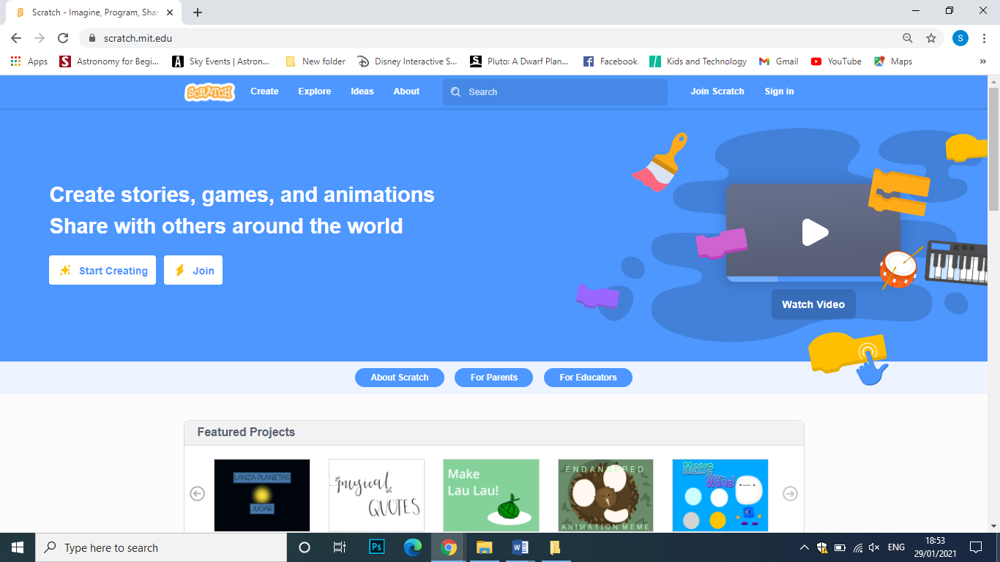 Scratch - Imagine, Program, Shar
scratch.mit.edu
S
Apps
Astronomy for Begi...
Sky Events | Astron...
New folder
Disney Interactive S...
Pluto: A Dwarf Plan...
Facebook
Kids and Technology
Gmail
YouTube
Maps
»
SCRATCH
Create
Explore
Ideas
About
Search
Join Scratch
Sign in
Create stories, games, and animations
Share with others around the world
Start Creating
Join
Watch Video
About Scratch
For Parents
For Educators
Featured Projects
LANZA PLANETAS
JUGAR
musical
QUOTES
Make
Lau Lau!
ENDANGERED
ANIMATION MEME
Make
Wind
Type here to search
Ps
ENG
18:53
29/01/2021